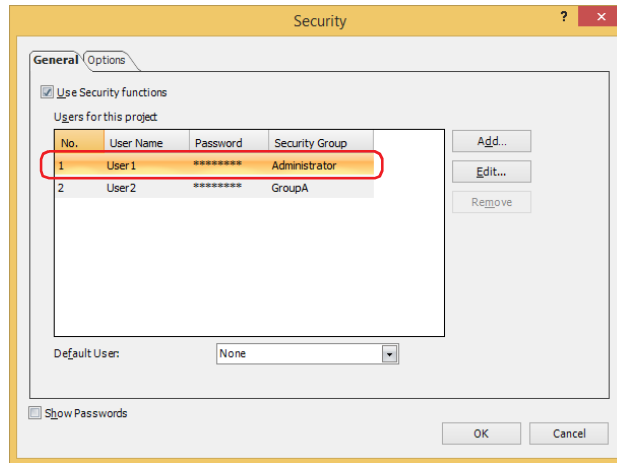 Security
? ×
General Options
Use Security functions
Users for this project
No. User Name Password Security Group
1 User1 ******** Administrator
2 User2 ******** GroupA
Add...
Edit...
Remove
Default User: None
Show Passwords
OK Cancel